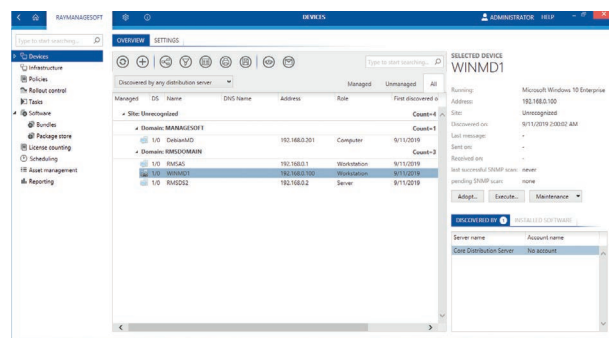 RAYMANAGESOFT
DEVICES
ADMINISTRATOR HELP
Type to start searching...
Devices
Infrastructure
Policies
Rollout control
Tasks
Software
Bundles
Package store
License counting
Scheduling
Asset management
Reporting
OVERVIEW SETTINGS
Type to start searching...
Discovered by any distribution server
Managed Unmanaged All
Managed DS Name DNS Name Address Role First discovered o
Site: Unrecognized Count=4
Domain: MANAGESOFT Count=1
1/0 DebianMD 192.168.0.201 Computer 9/11/2019
Domain: RMSDOMAIN Count=3
1/0 RMSAS 192.168.0.1 Workstation 9/11/2019
1/0 WINMD1 192.168.0.100 Workstation 9/11/2019
1/0 RMSDS2 192.168.0.2 Server 9/11/2019
SELECTED DEVICE
WINMD1
Running: Microsoft Windows 10 Enterprise
Address: 192.168.0.100
Site: Unrecognized
Discovered on: 9/11/2019 2:00:02 AM
Last message: -
Sent on: -
Received on: -
last successful SNMP scan: never
pending SNMP scan: none
Adopt... Execute... Maintenance
DISCOVERED BY 1 INSTALLED SOFTWARE
Server name Account name
Core Distribution Server No account